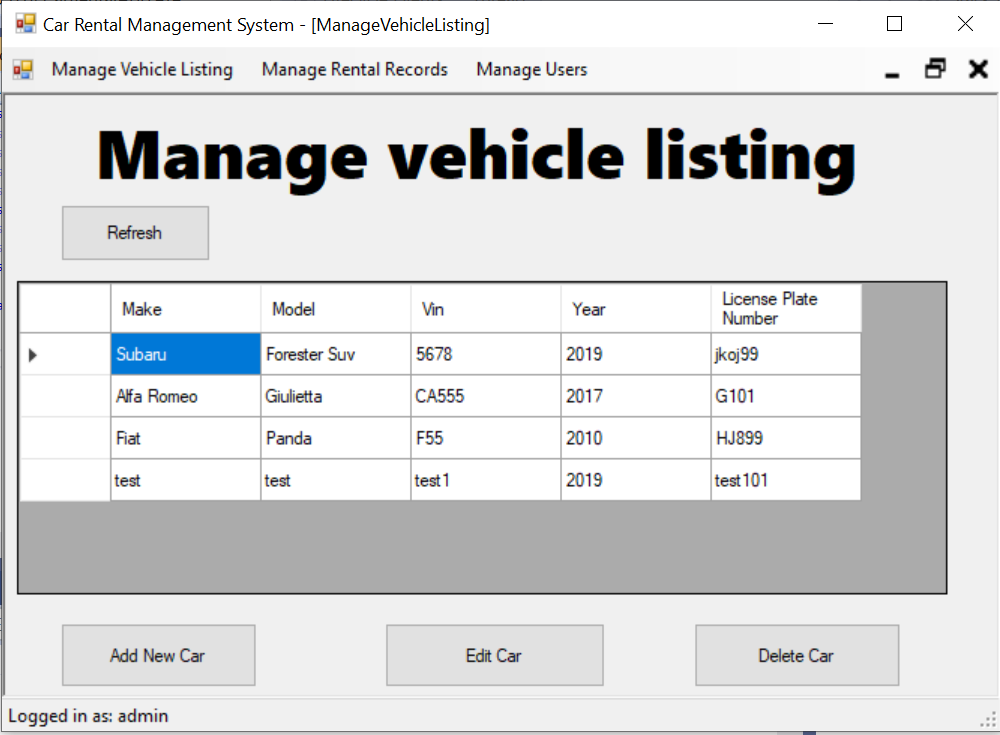 Car Rental Management System - [ManageVehicleListing]
Manage Vehicle Listing Manage Rental Records Manage Users
Manage vehicle listing
Refresh
Make Model Vin Year License Plate Number
Subaru Forester Suv 5678 2019 jkoj99
Alfa Romeo Giulietta CA555 2017 G101
Fiat Panda F55 2010 HJ899
test test test1 2019 test101
Add New Car Edit Car Delete Car
Logged in as: admin